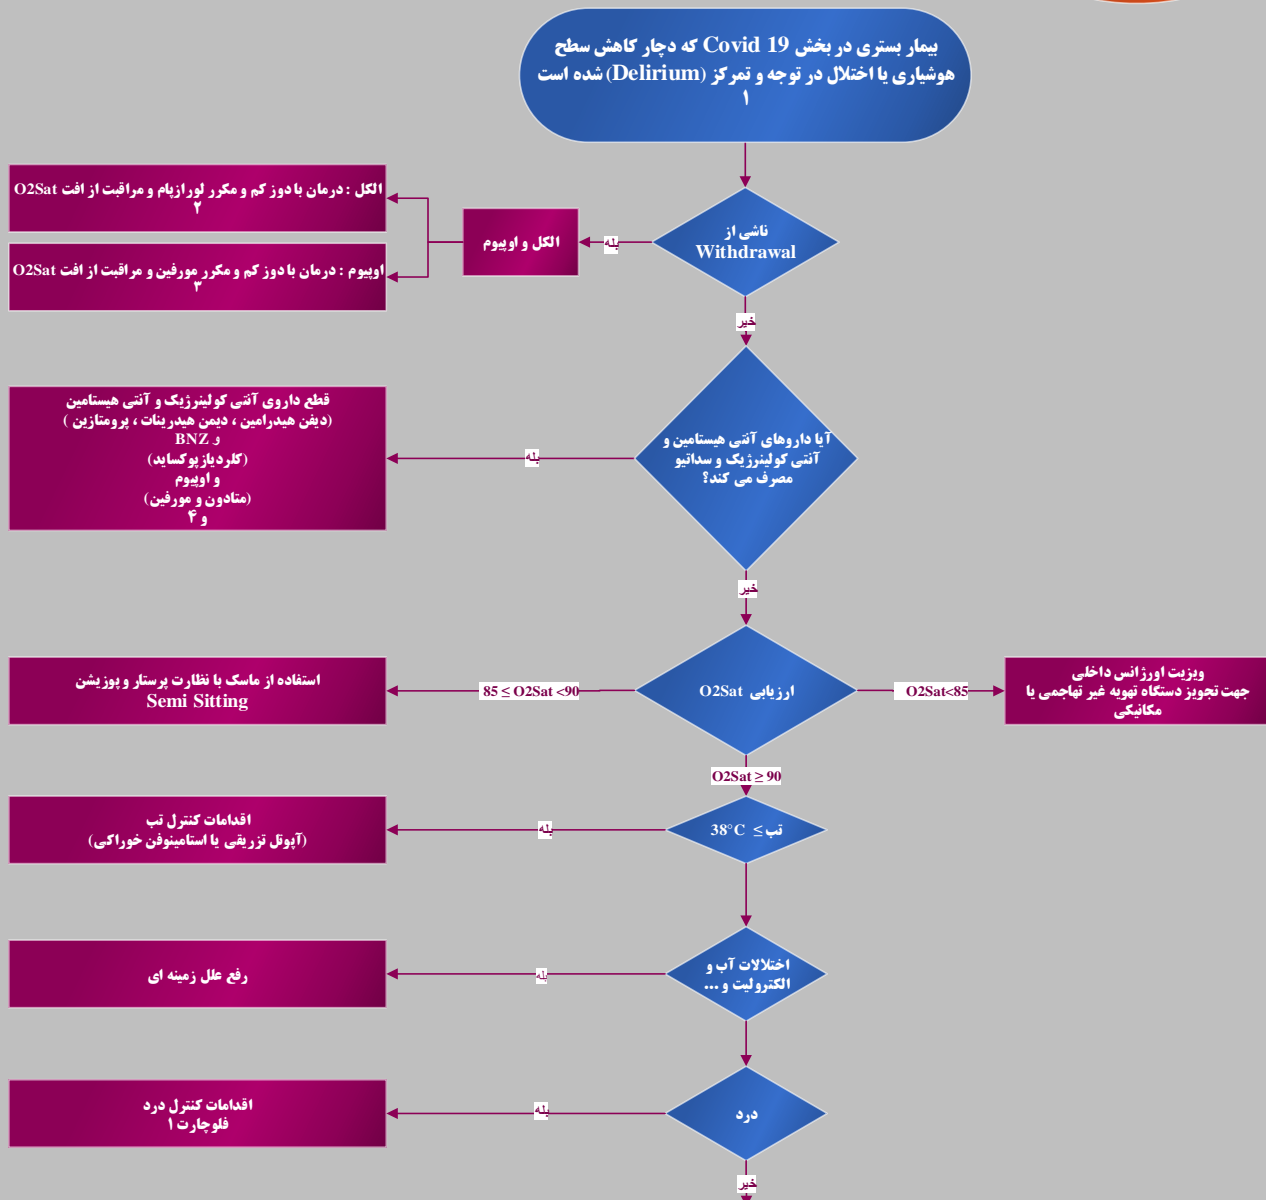 بیمار بستری در بخش Covid 19 که دچار کاهش سطح
هوشیاری یا اختلال در توجه و تمرکز (Delirium) شده است
۱
ناشی از
Withdrawal
بله
الکل و اوپیوم
الکل : درمان با دوز کم و مکرر لورازپام و مراقبت از افت O2Sat
۲
اوپیوم : درمان با دوز کم و مکرر مورفین و مراقبت از افت O2Sat
۳
خیر
آیا داروهای آنتی هیستامین و
آنتی کولینرژیک و سداتیو
مصرف می کند؟
بله
قطع داروی آنتی کولینرژیک و آنتی هیستامین
(دیفن هیدرامین ، دیمن هیدرینات ، پرومتازین )
و BNZ
(کلردیازپوکساید)
و اوپیوم
(متادون و مورفین)
و ۴
خیر
ارزیابی O2Sat
O2Sat<85
ویزیت اورژانس داخلی
جهت تجویز دستگاه تهویه غیر تهاجمی یا
مکانیکی
85 ≤ O2Sat <90
استفاده از ماسک با نظارت پرستار و پوزیشن
Semi Sitting
O2Sat ≥ 90
تب ≥ 38°C
بله
اقدامات کنترل تب
(آپوتل تزریقی یا استامینوفن خوراکی)
اختلالات آب و
الکترولیت و ...
بله
رفع علل زمینه ای
درد
بله
اقدامات کنترل درد
فلوچارت ۱
خیر